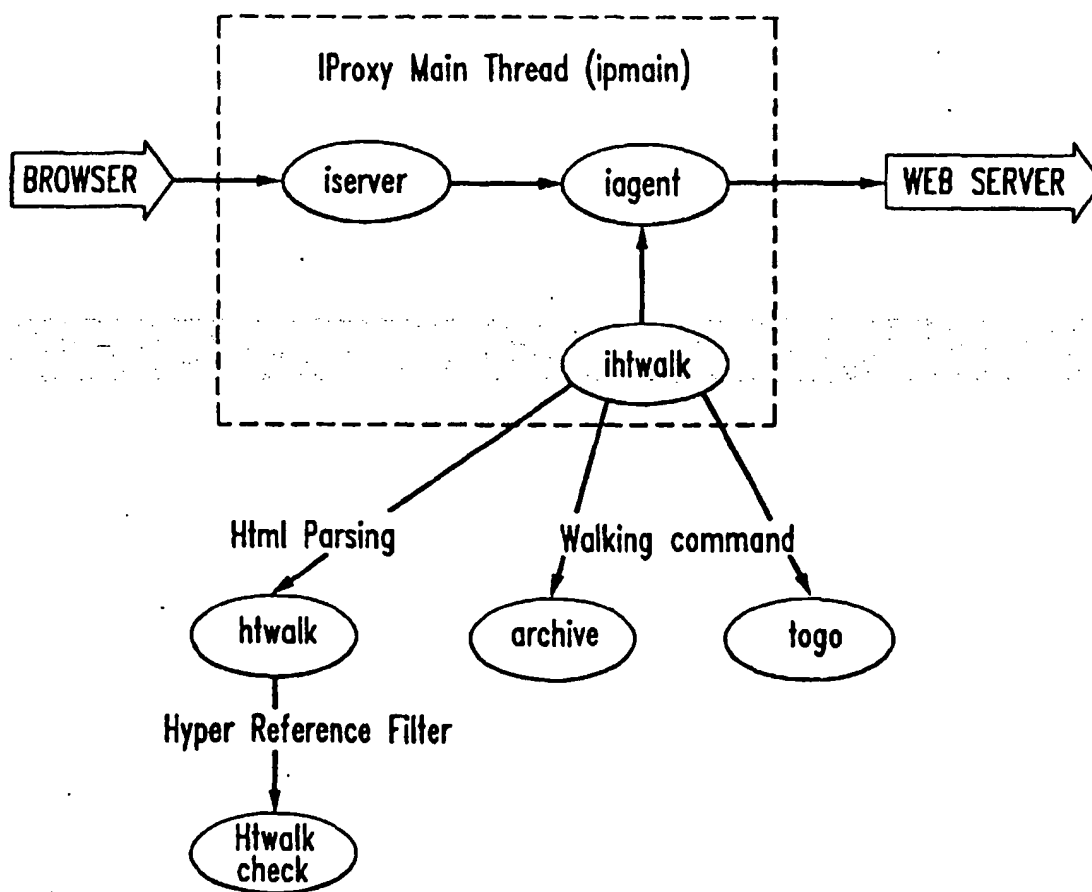 IProxy Main Thread (ipmain)
BROWSER
iserver
iagent
WEB SERVER
ihtwalk
Html Parsing
Walking command
htwalk
archive
togo
Hyper Reference Filter
Htwalk
check